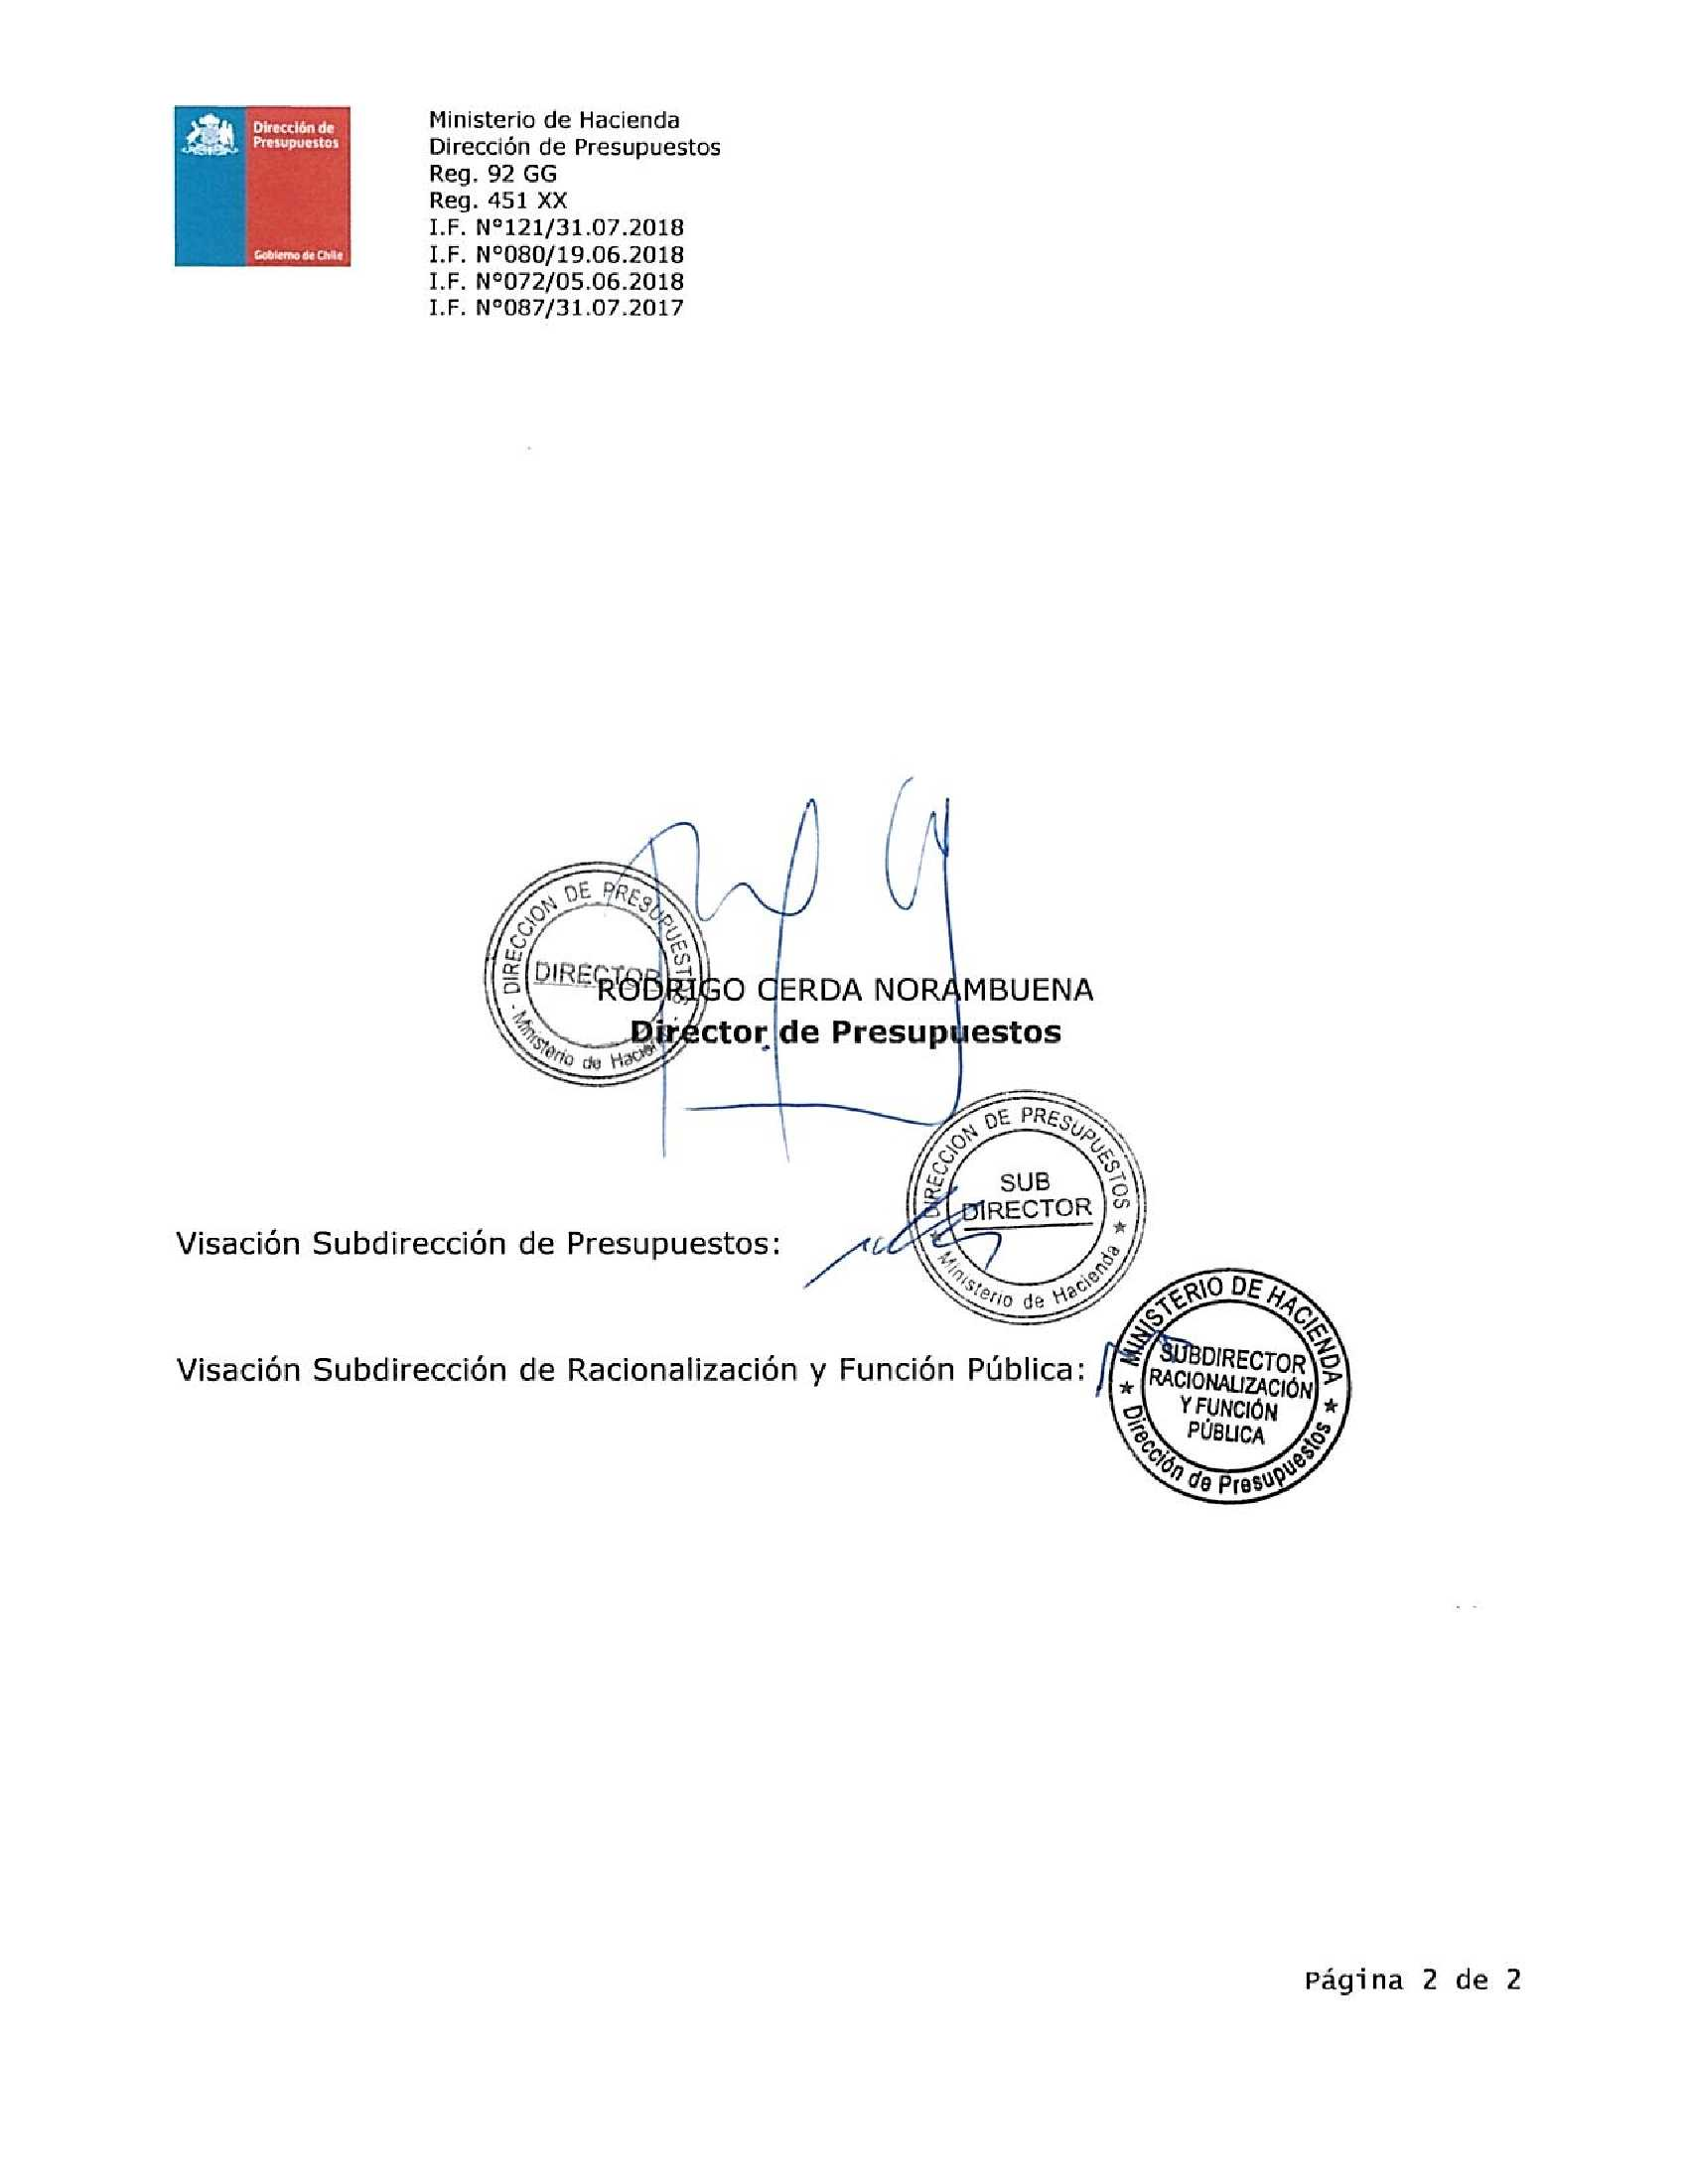 Dirección de
Presupuestos
Gobierno de Chile
Ministerio de Hacienda
Dirección de Presupuestos
Reg. 92 GG
Reg. 451 XX
I.F. N°121/31.07.2018
I.F. N°080/19.06.2018
I.F. N°072/05.06.2018
I.F. N°087/31.07.2017
DIRECCION DE PRESUPUESTOS
DIRECTOR
Ministerio de Hacienda
RODRIGO CERDA NORAMBUENA
Director de Presupuestos
DIRECCION DE PRESUPUESTOS
SUB
DIRECTOR
Ministerio de Hacienda
Visación Subdirección de Presupuestos:
MINISTERIO DE HACIENDA
SUBDIRECTOR
RACIONALIZACIÓN
Y FUNCIÓN
PÚBLICA
Dirección de Presupuestos
Visación Subdirección de Racionalización y Función Pública:
Página 2 de 2